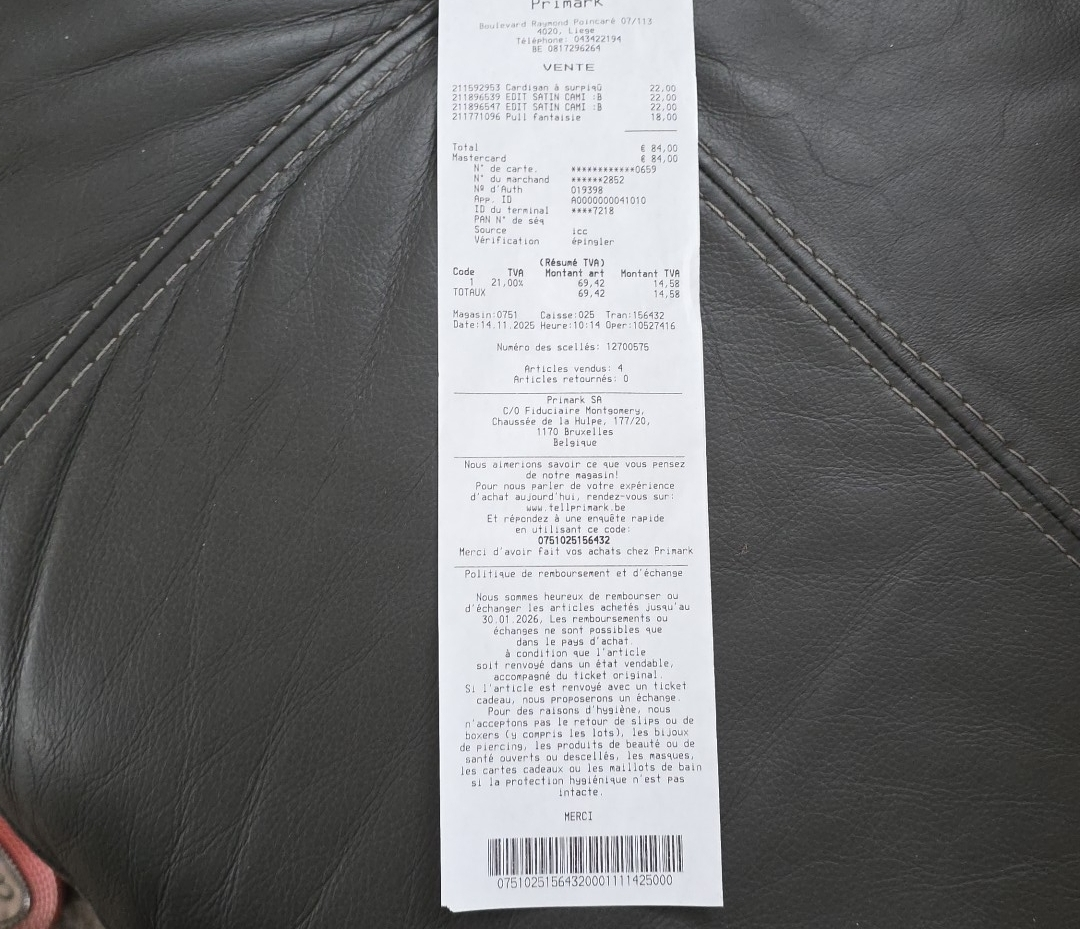 Primark
Boulevard Raymond Poincaré 07/113
4020, Liege
Téléphone: 043422194
BE 0817296264
VENTE
211592953 Cardigan à surpiqû 22,00
211896539 EDIT SATIN CAMI :B 22,00
211896547 EDIT SATIN CAMI :B 22,00
211771096 Pull fantaisie 18,00
Total € 84,00
Mastercard € 84,00
N° de carte. ************0659
N° du marchand ******2852
Nº d'Auth 019398
App. ID A0000000041010
ID du terminal ****7218
PAN N° de séq
Source icc
Vérification épingler
(Résumé TVA)
Code TVA Montant art Montant TVA
1 21,00% 69,42 14,58
TOTAUX 69,42 14,58
Magasin:0751 Caisse:025 Tran:156432
Date:14.11.2025 Heure:10:14 Oper:10527416
Numéro des scellés: 12700575
Articles vendus: 4
Articles retournés: 0
Primark SA
C/O Fiduciaire Montgomery,
Chaussée de la Hulpe, 177/20,
1170 Bruxelles
Belgique
Nous aimerions savoir ce que vous pensez
de notre magasin!
Pour nous parler de votre expérience
d'achat aujourd'hui, rendez-vous sur:
www.tellprimark.be
Et répondez à une enquête rapide
en utilisant ce code:
0751025156432
Merci d'avoir fait vos achats chez Primark
Politique de remboursement et d'échange
Nous sommes heureux de rembourser ou
d'échanger les articles achetés jusqu'au
30.01.2026, Les remboursements ou
échanges ne sont possibles que
dans le pays d'achat.
à condition que l'article
soit renvoyé dans un état vendable,
accompagné du ticket original.
Si l'article est renvoyé avec un ticket
cadeau, nous proposerons un échange.
Pour des raisons d'hygiène, nous
n'acceptons pas le retour de slips ou de
boxers (y compris les lots), les bijoux
de piercing, les produits de beauté ou de
santé ouverts ou descellés, les masques,
les cartes cadeaux ou les maillots de bain
si la protection hygiénique n'est pas
intacte.
MERCI
07510251564320001111425000